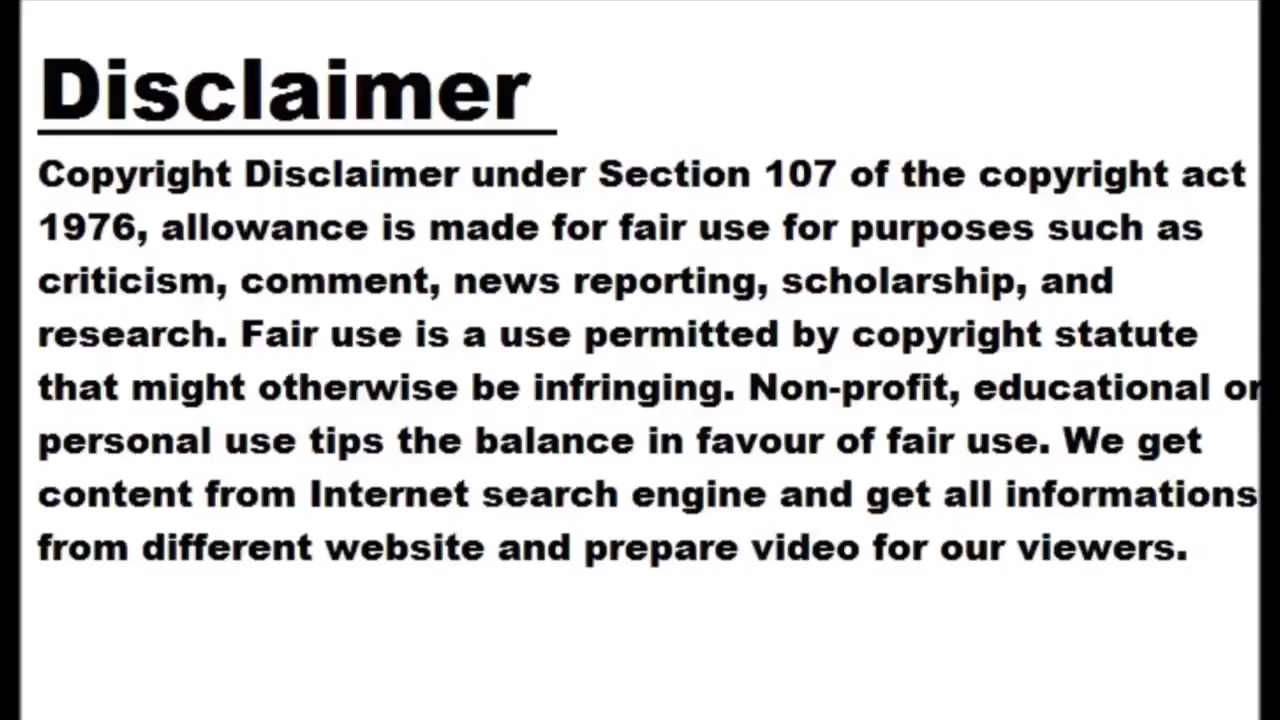 Disclaimer
Copyright Disclaimer under Section 107 of the copyright act
1976, allowance is made for fair use for purposes such as
criticism, comment, news reporting, scholarship, and
research. Fair use is a use permitted by copyright statute
that might otherwise be infringing. Non-profit, educational or
personal use tips the balance in favour of fair use. We get
content from Internet search engine and get all informations
from different website and prepare video for our viewers.